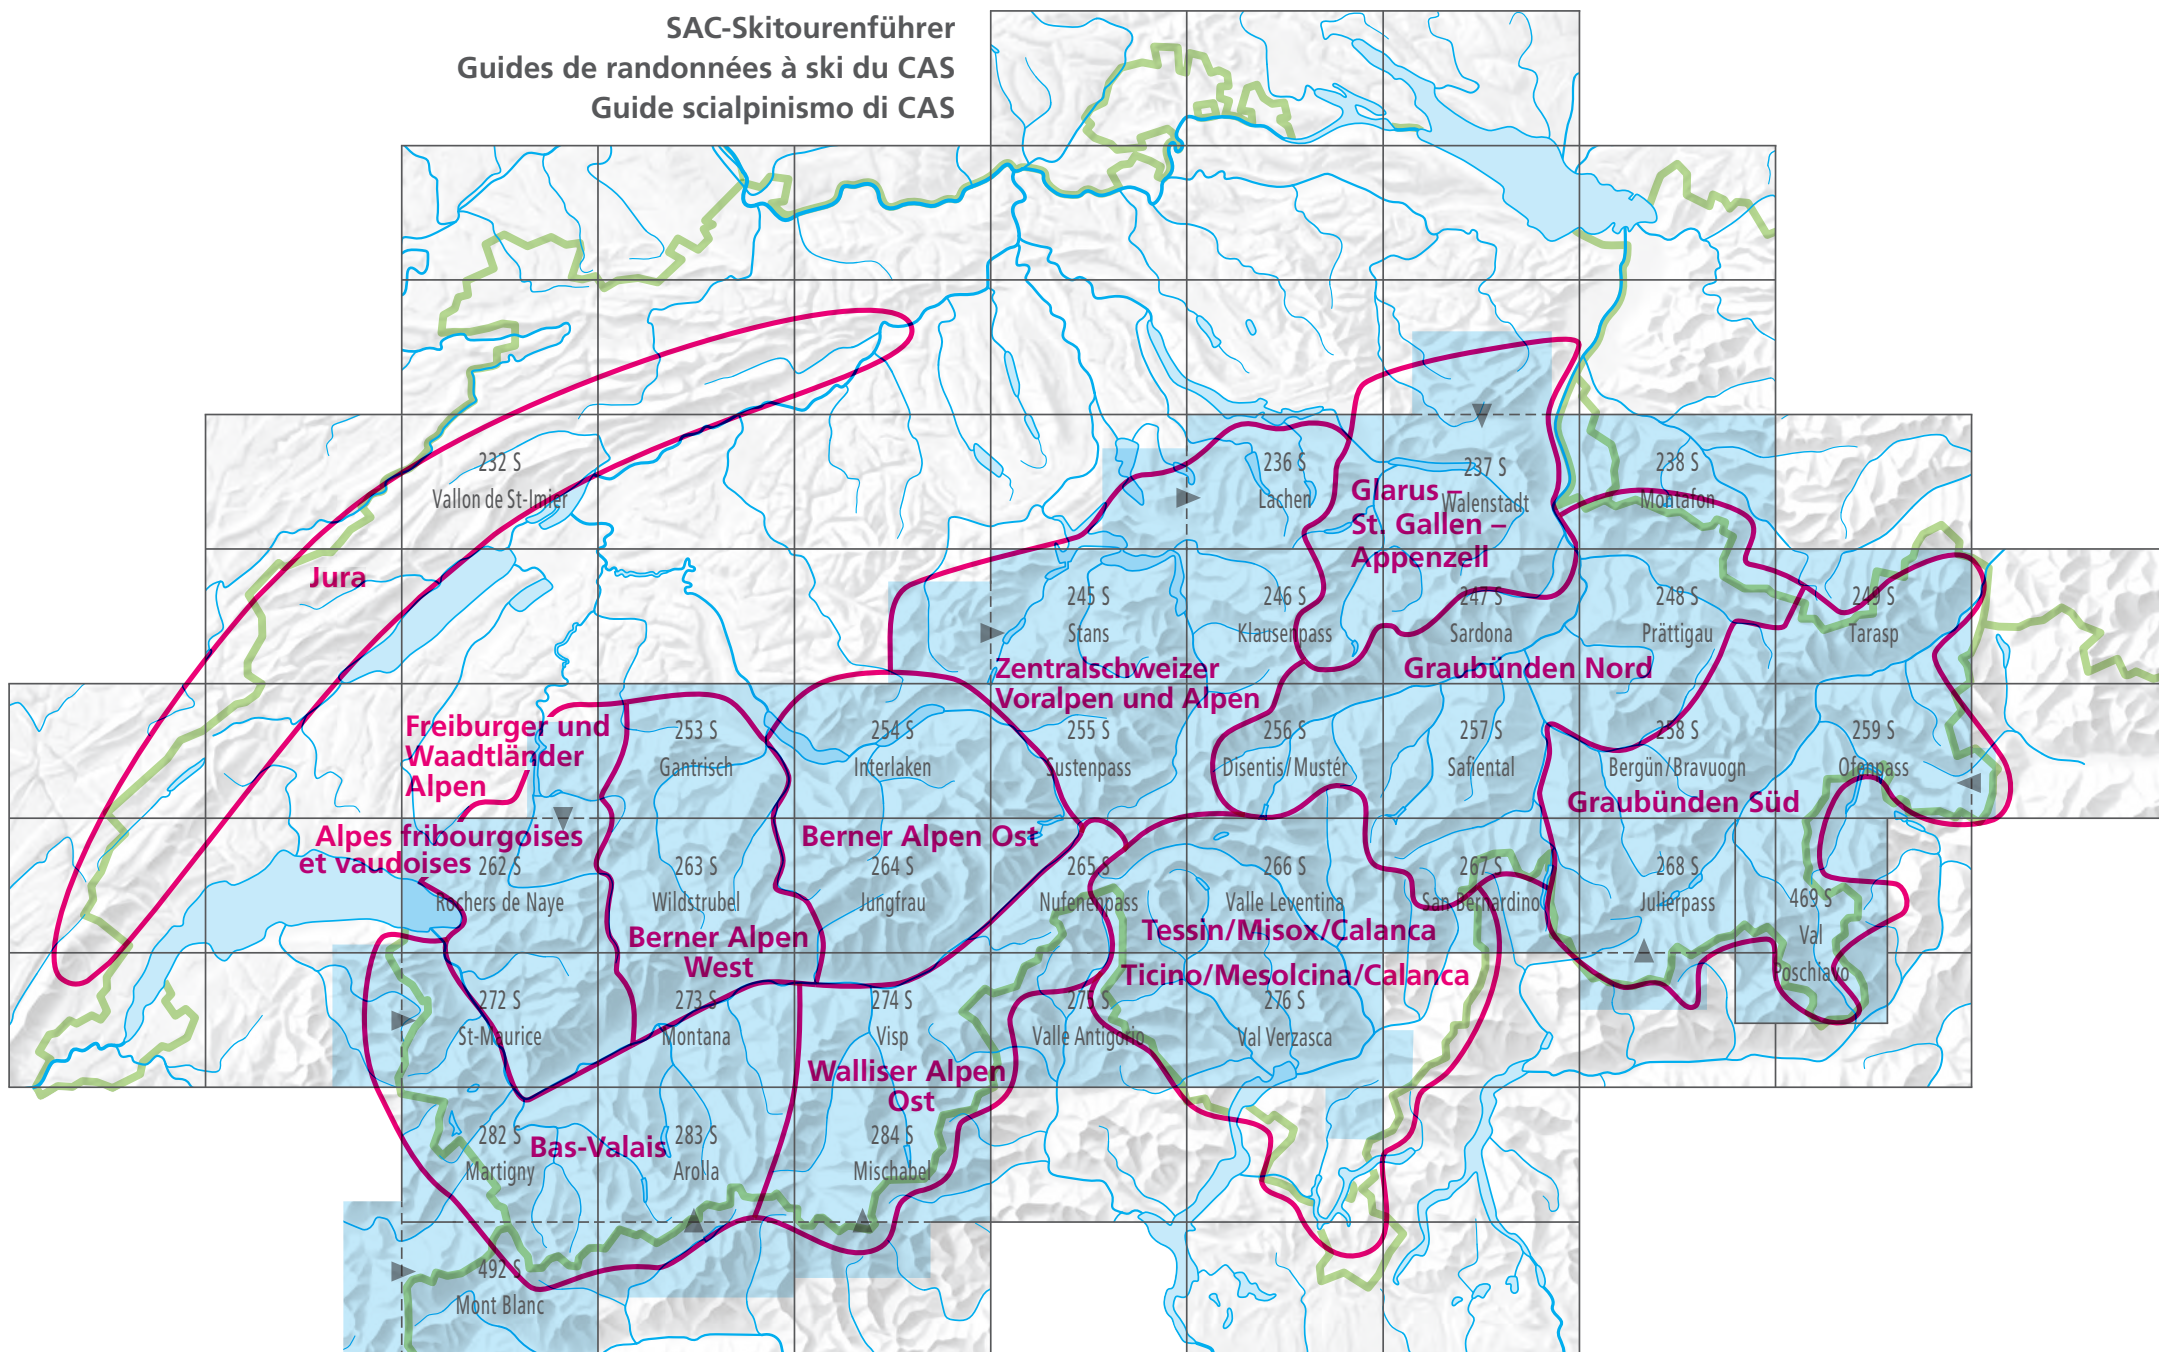 SAC-Skitourenführer
Guides de randonnées à ski du CAS
Guide scialpinismo di CAS
232 S
Vallon de St-Imier
236 S
Lachen
237 S
Walenstadt
238 S
Montafon
Glarus –
St. Gallen –
Appenzell
Jura
245 S
Stans
246 S
Klausenpass
247 S
Sardona
248 S
Prättigau
249 S
Tarasp
Zentralschweizer
Voralpen und Alpen
Graubünden Nord
Freiburger und
Waadtländer
Alpen
253 S
Gantrisch
254 S
Interlaken
255 S
Sustenpass
256 S
Disentis/Mustér
257 S
Safiental
258 S
Bergün/Bravuogn
259 S
Ofenpass
Graubünden Süd
Alpes fribourgoises
et vaudoises
Berner Alpen Ost
262 S
Rochers de Naye
263 S
Wildstrubel
264 S
Jungfrau
265 S
Nufenenpass
266 S
Valle Leventina
267 S
San Bernardino
268 S
Julierpass
469 S
Val
Poschiavo
Berner Alpen
West
Tessin/Misox/Calanca
Ticino/Mesolcina/Calanca
272 S
St-Maurice
273 S
Montana
274 S
Visp
275 S
Valle Antigorio
276 S
Val Verzasca
Walliser Alpen
Ost
282 S
Martigny
Bas-Valais
283 S
Arolla
284 S
Mischabel
492 S
Mont Blanc